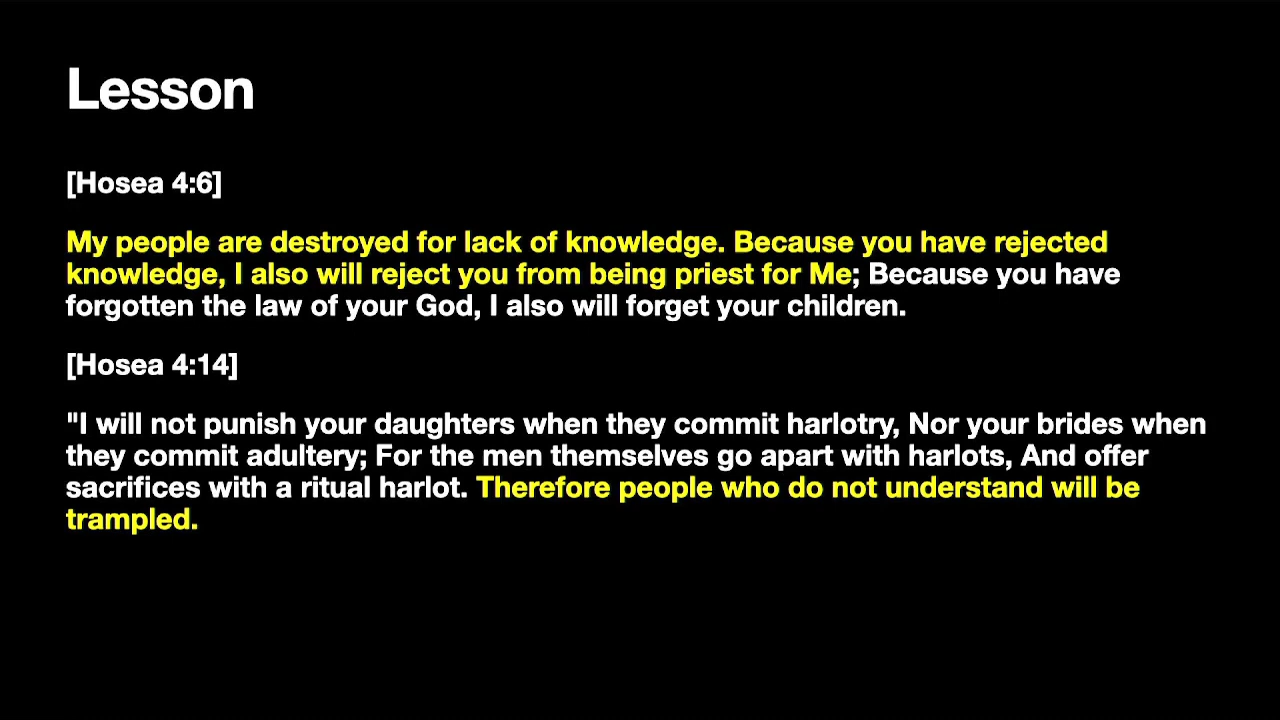 Lesson
[Hosea 4:6]
My people are destroyed for lack of knowledge. Because you have rejected
knowledge, I also will reject you from being priest for Me; Because you have
forgotten the law of your God, I also will forget your children.
[Hosea 4:14]
"I will not punish your daughters when they commit harlotry, Nor your brides when
they commit adultery; For the men themselves go apart with harlots, And offer
sacrifices with a ritual harlot. Therefore people who do not understand will be
trampled.